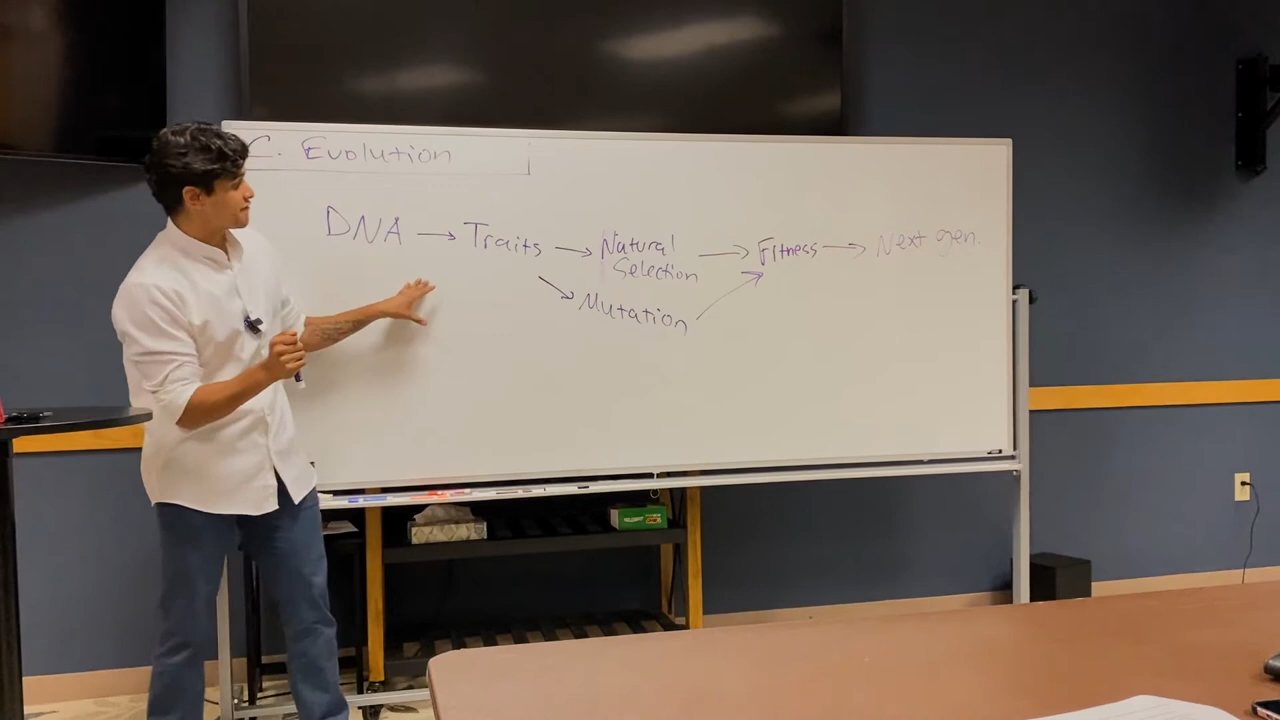 C. Evolution
DNA → Traits → Natural Selection → Fitness → Next gen.
Mutation